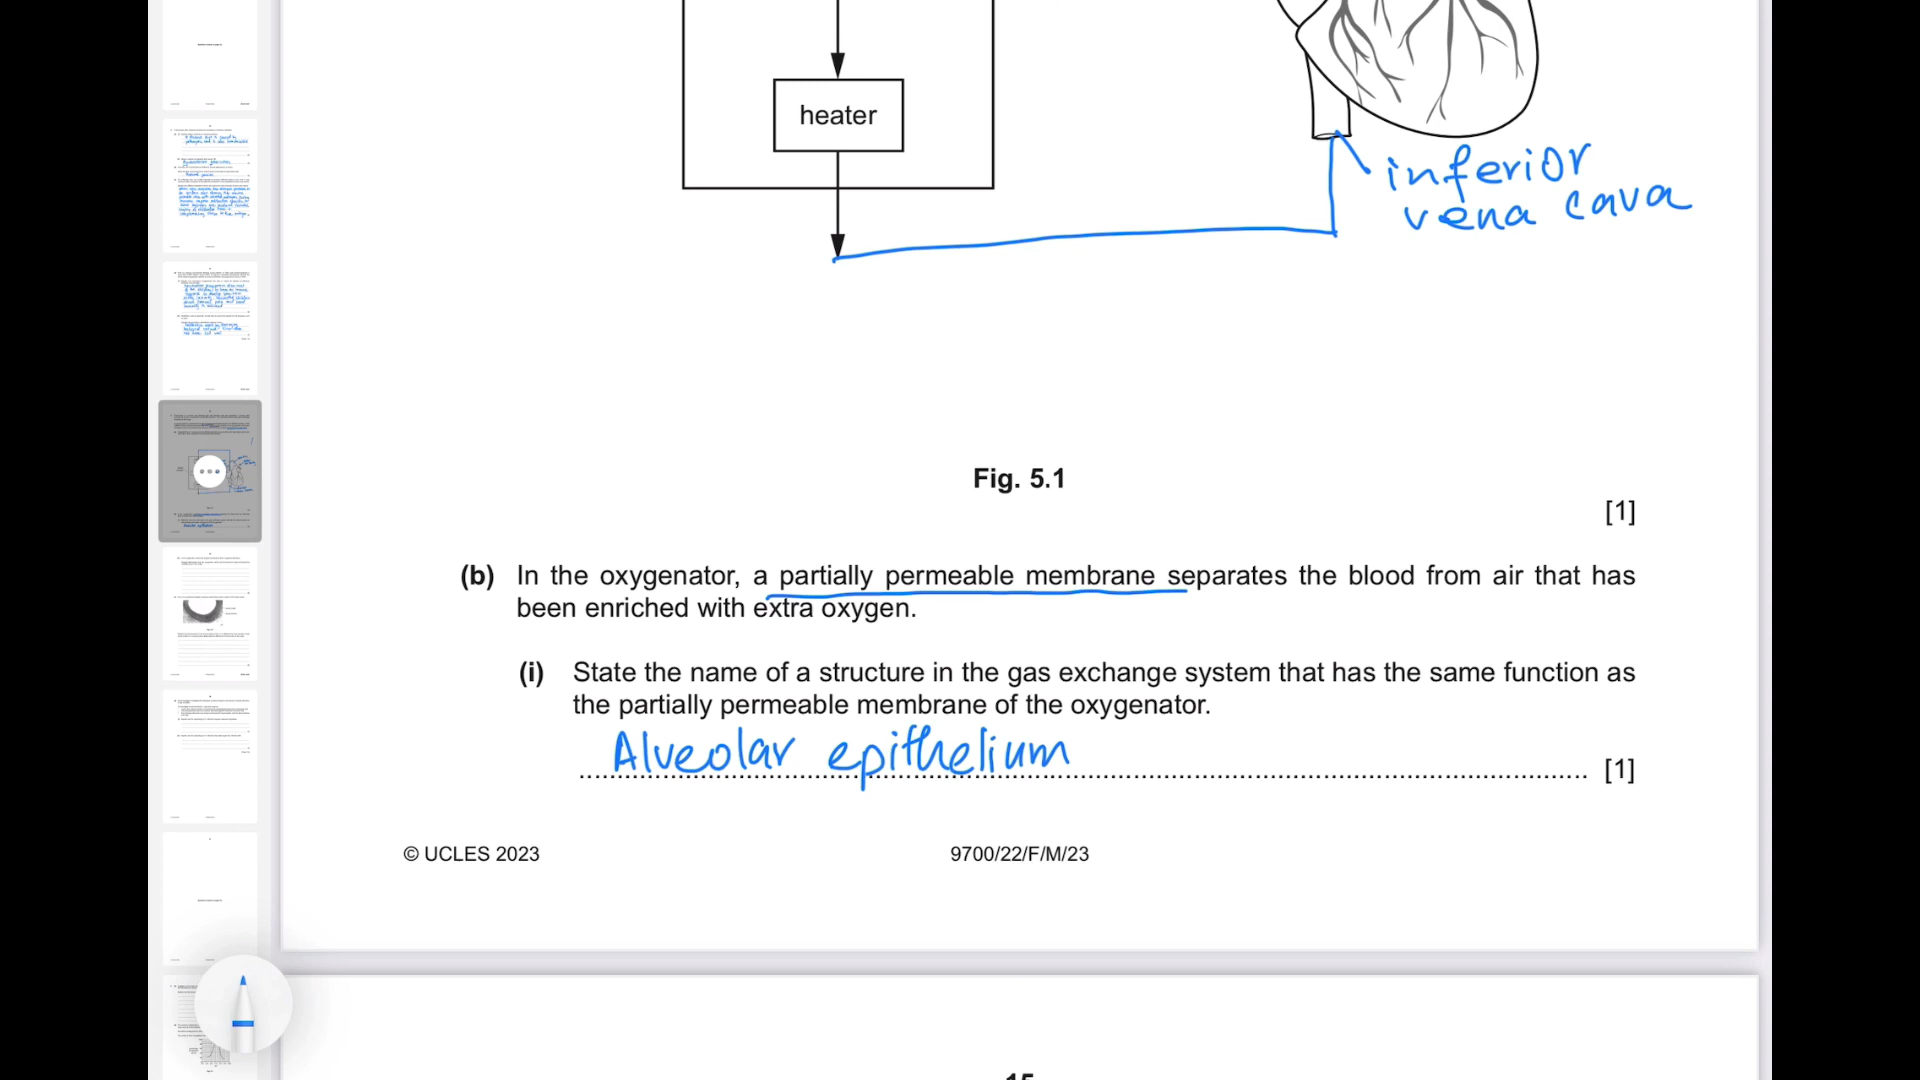 heater
inferior
vena cava
Fig. 5.1
[1]
(b) In the oxygenator, a partially permeable membrane separates the blood from air that has
been enriched with extra oxygen.
(i) State the name of a structure in the gas exchange system that has the same function as
the partially permeable membrane of the oxygenator.
Alveolar epithelium
[1]
© UCLES 2023
9700/22/F/M/23
15